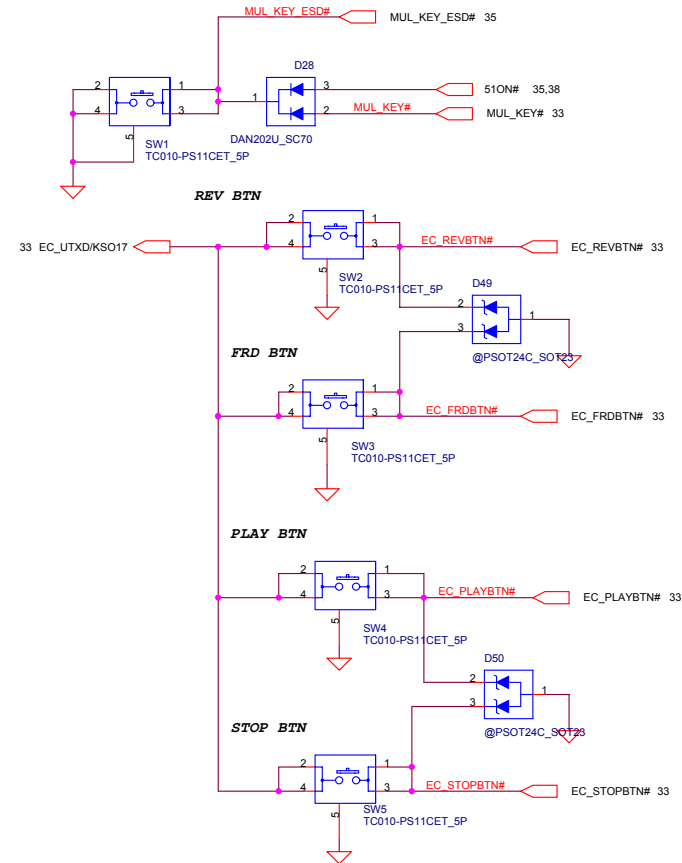 MUL_KEY_ESD# MUL_KEY_ESD# 35
D28
2 1 1 3 51ON# 35,38
4 3 2 MUL_KEY# MUL_KEY# 33
5
SW1
TC010-PS11CET_5P
DAN202U_SC70
REV BTN
2 1
33 EC_UTXD/KSO17 4 3 EC_REVBTN# EC_REVBTN# 33
5
SW2
TC010-PS11CET_5P
D49
2 1
3
@PSOT24C_SOT23
FRD BTN
2 1
4 3 EC_FRDBTN# EC_FRDBTN# 33
5
SW3
TC010-PS11CET_5P
PLAY BTN
2 1
4 3 EC_PLAYBTN# EC_PLAYBTN# 33
5
SW4
TC010-PS11CET_5P
D50
2 1
3
@PSOT24C_SOT23
STOP BTN
2 1
4 3 EC_STOPBTN# EC_STOPBTN# 33
5
SW5
TC010-PS11CET_5P